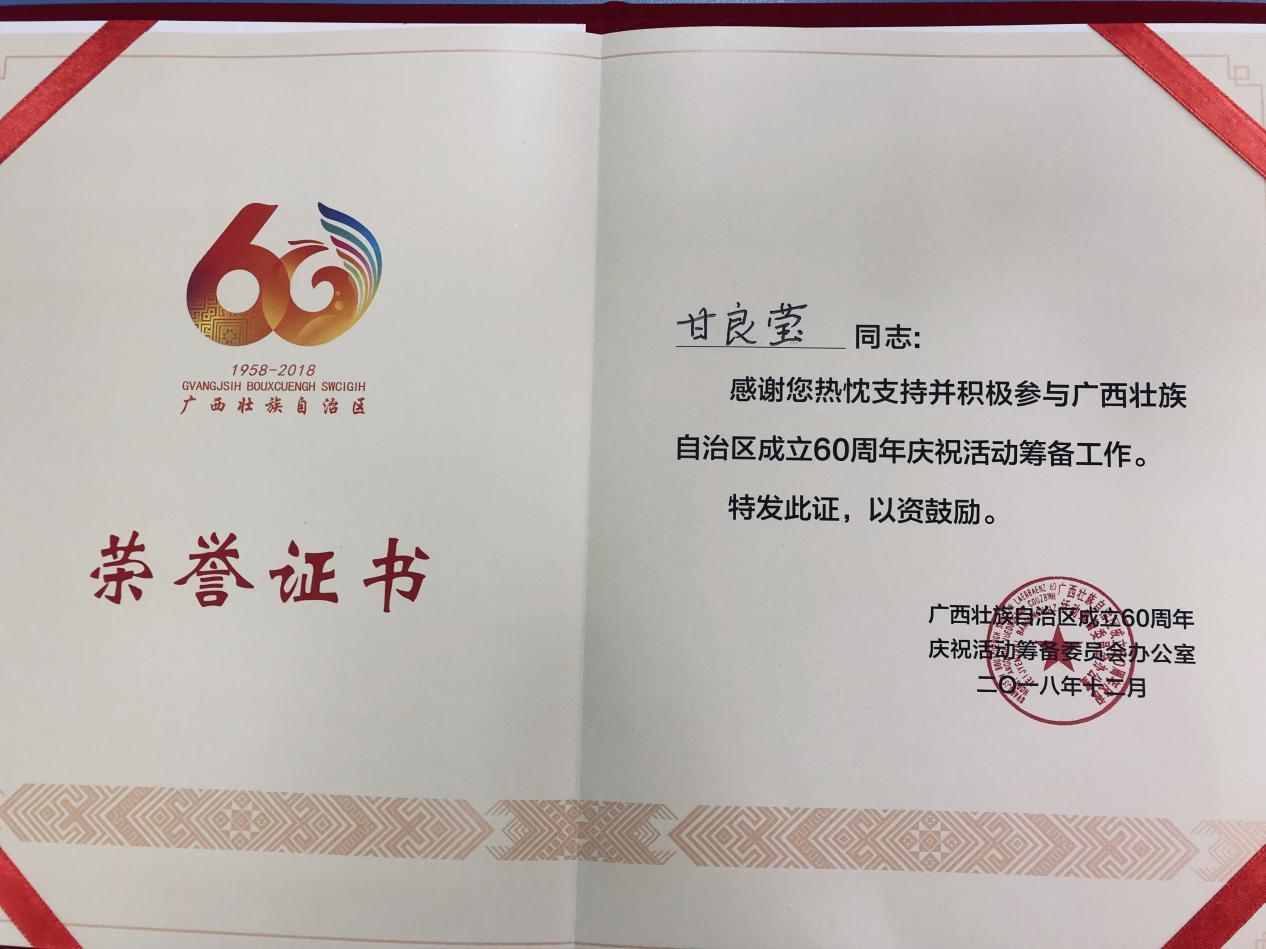 60
1958-2018
GVANGJSIH BOUXCUENGH SWCIGIH
广西壮族自治区
荣誉证书
甘良莹 同志:
感谢您热忱支持并积极参与广西壮族
自治区成立60周年庆祝活动筹备工作。
特发此证，以资鼓励。
广西壮族自治区成立60周年
庆祝活动筹备委员会办公室
二〇一八年十二月